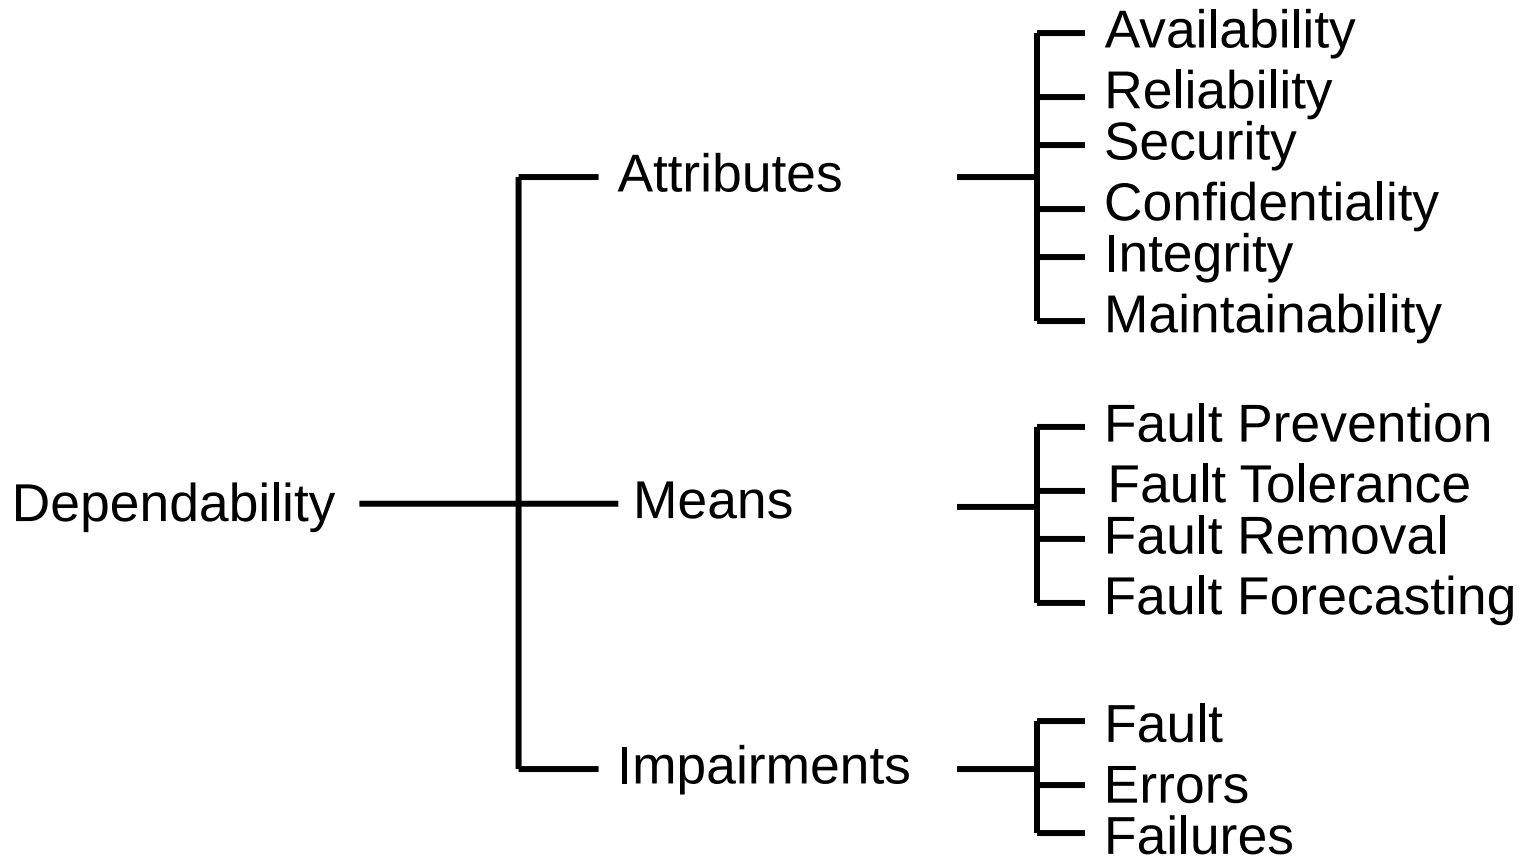 Dependability
Attributes
Availability
Reliability
Security
Confidentiality
Integrity
Maintainability
Means
Fault Prevention
Fault Tolerance
Fault Removal
Fault Forecasting
Impairments
Fault
Errors
Failures